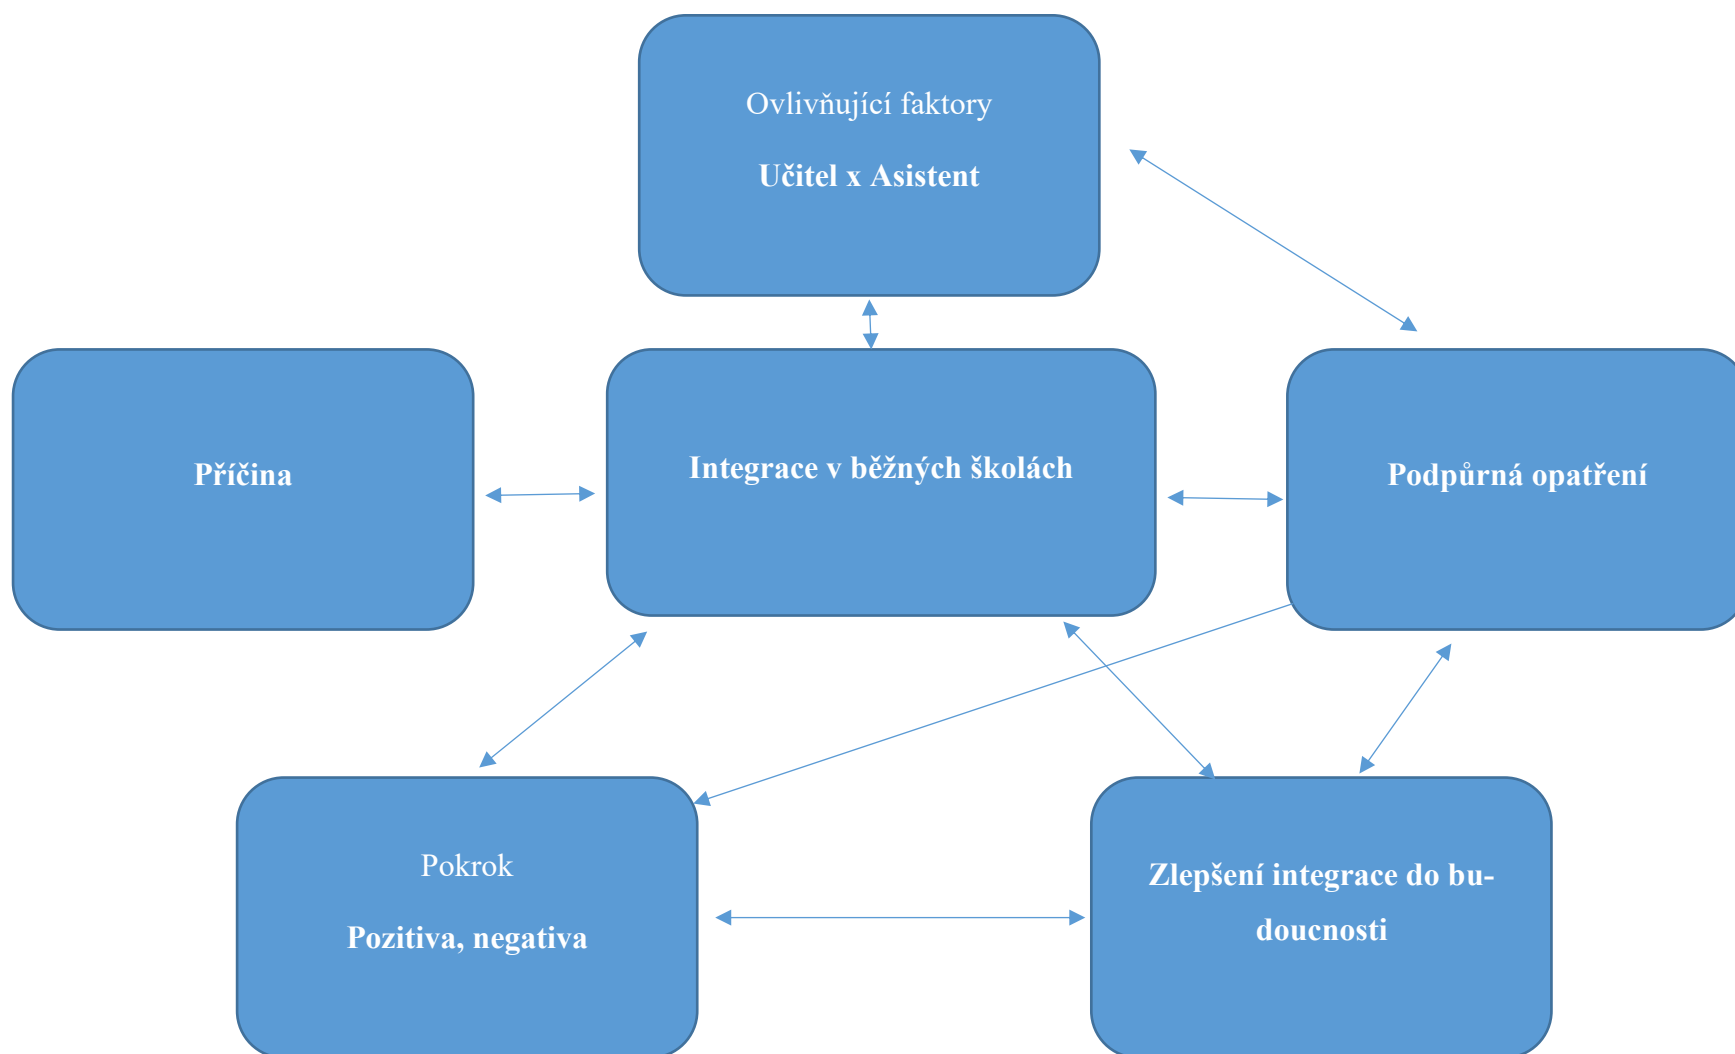 Ovlivňující faktory
Učitel x Asistent
Příčina
Integrace v běžných školách
Podpůrná opatření
Pokrok
Pozitiva, negativa
Zlepšení integrace do bu-
doucnosti